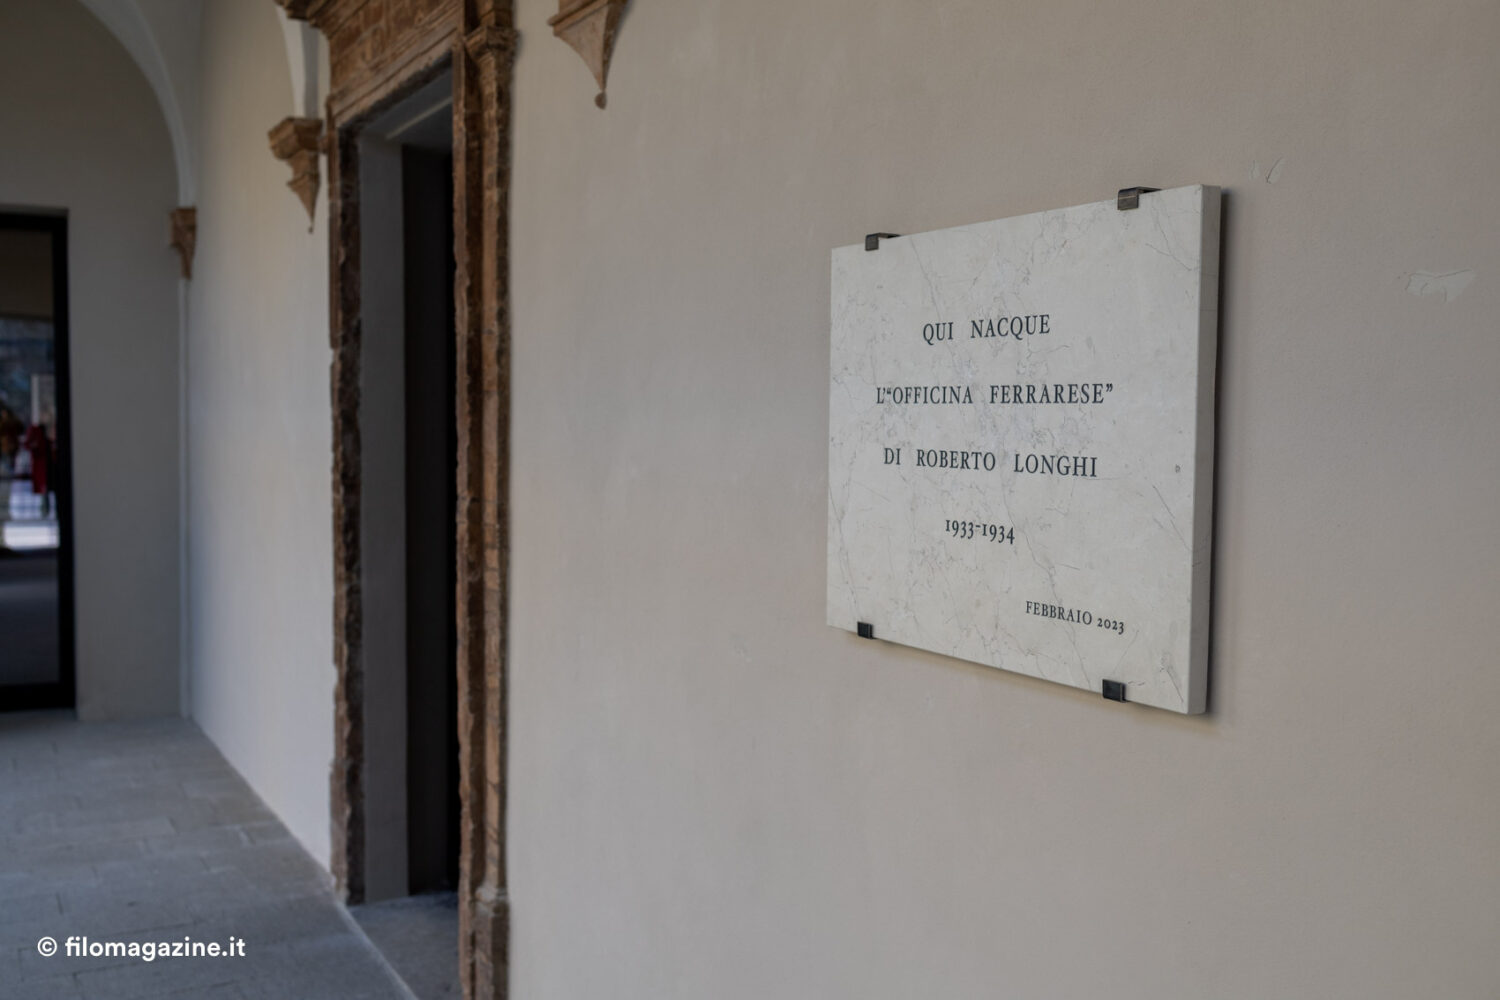 QUI NACQUE
L'“OFFICINA FERRARESE”
DI ROBERTO LONGHI
1933-1934
FEBBRAIO 2023
© filomagazine.it